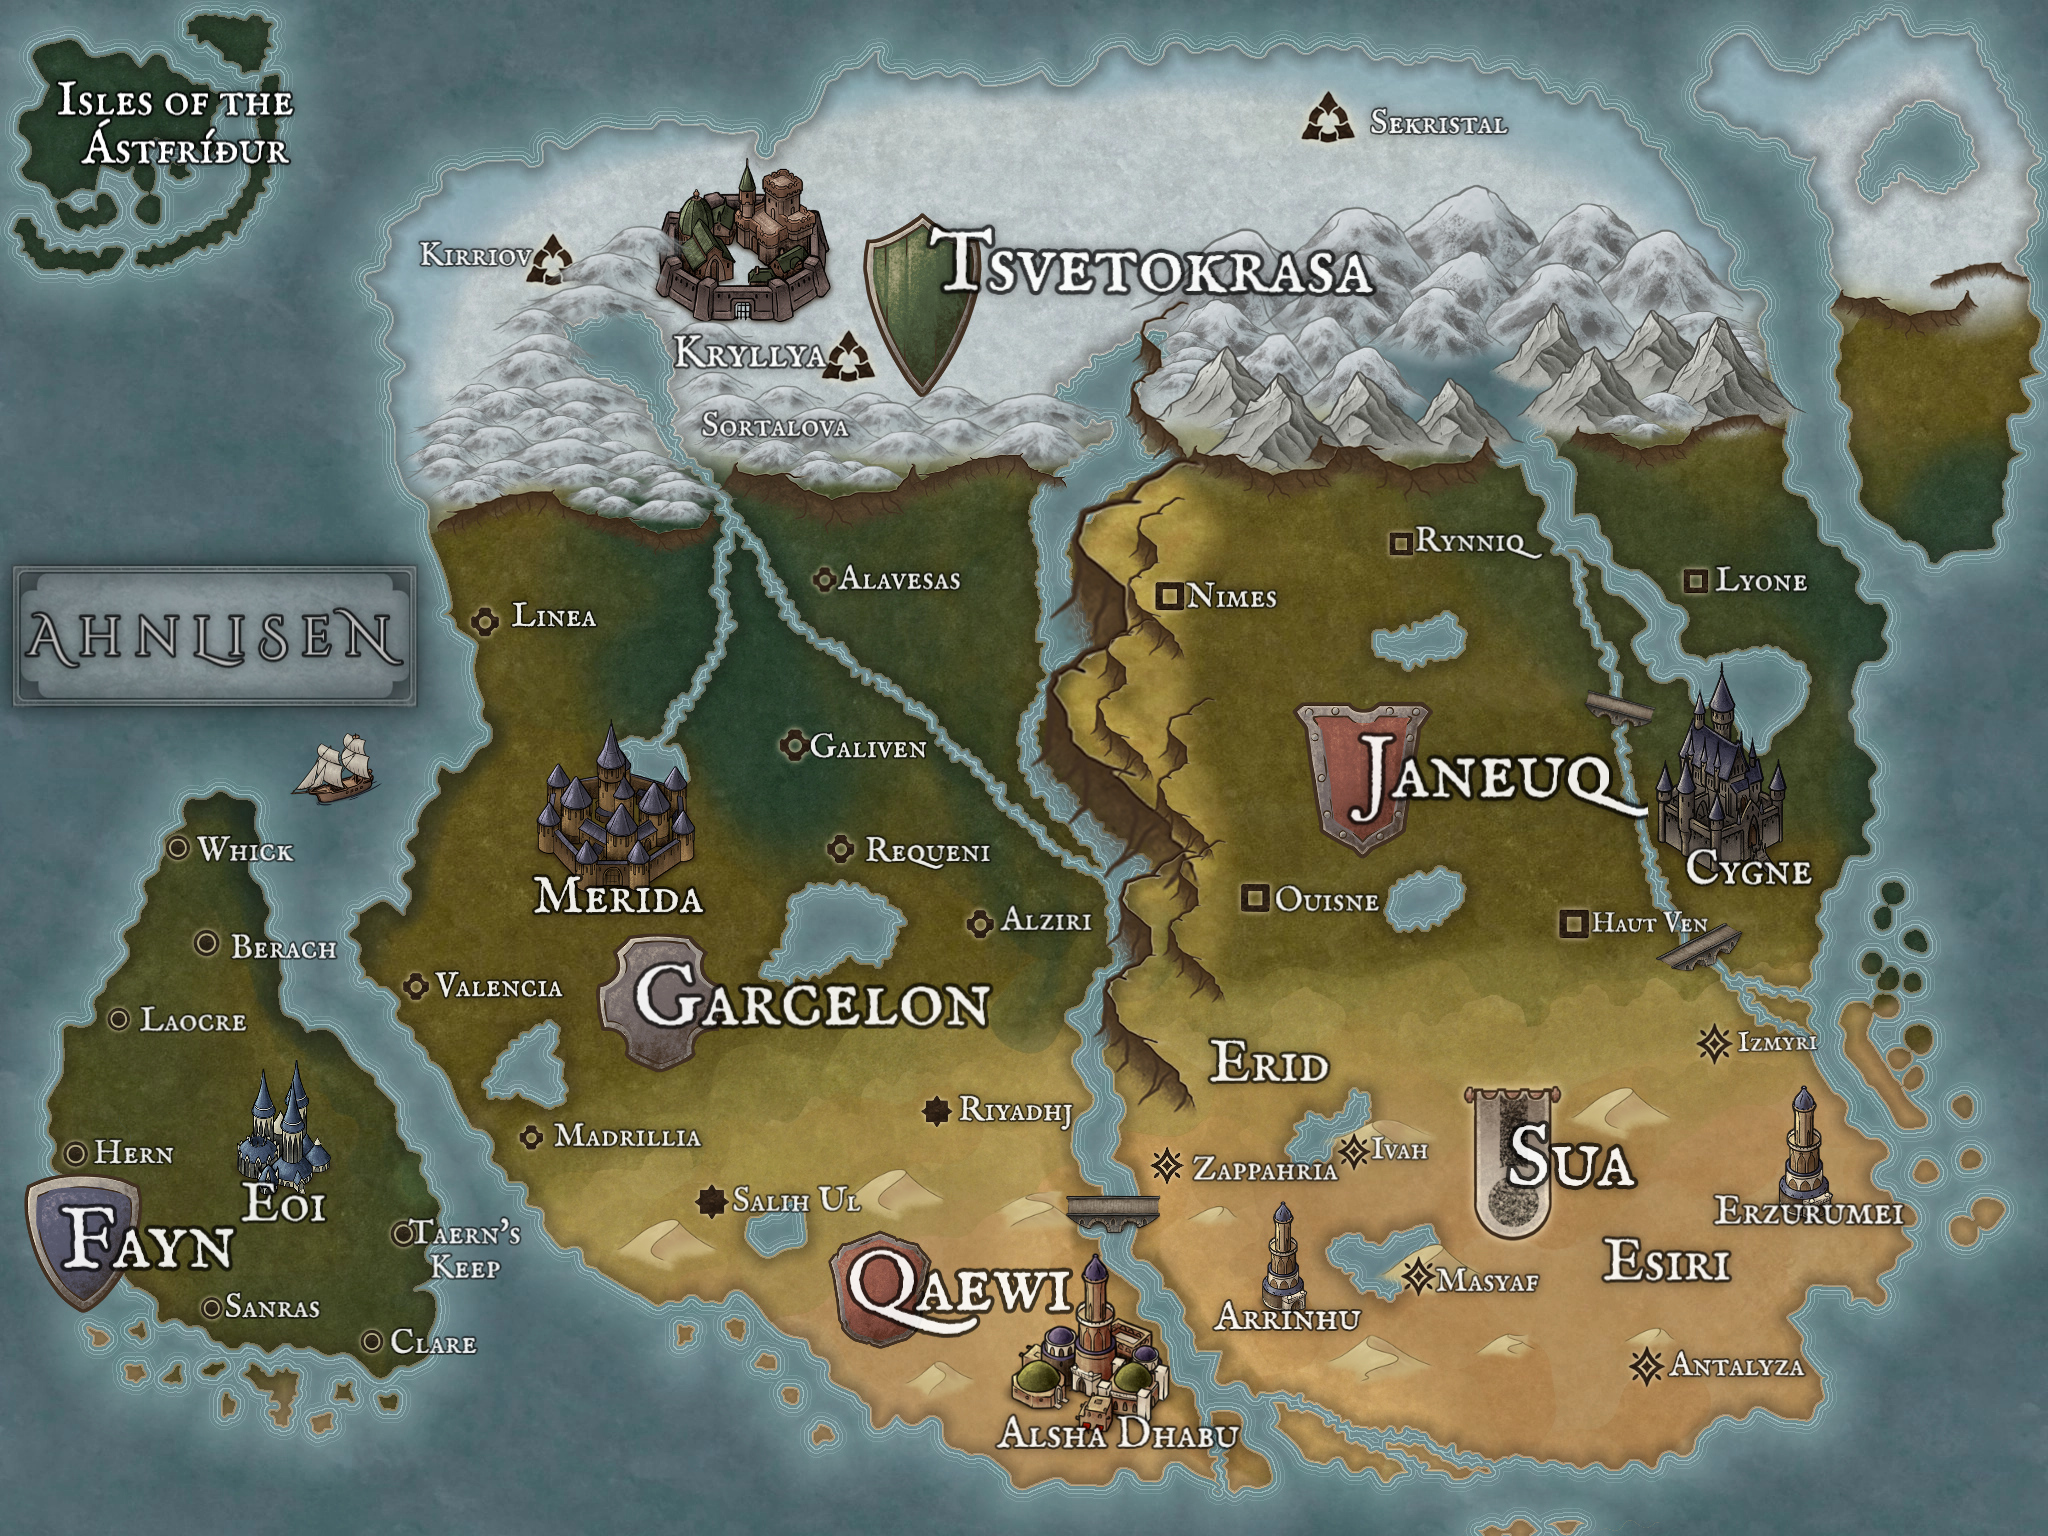 Isles of the
Ástfríður
Sekristal
Kirriov
Tsvetokrasa
Kryllya
Sortalova
Rynniq
Alavesas
Lyone
Nimes
Linea
Ahnlisen
Galiven
Janeuq
Whick
Requeni
Cygne
Merida
Ouisne
Alziri
Haut Ven
Berach
Valencia
Garcelon
Laocre
Izmyri
Erid
Riyadhj
Madrillia
Ivah
Hern
Zappahria
Sua
Eoi
Salih Ul
Erzurumei
Fayn
Taern's
Keep
Esiri
Qaewi
Masyaf
Sanras
Arrinhu
Clare
Antalyza
Alsha Dhabu